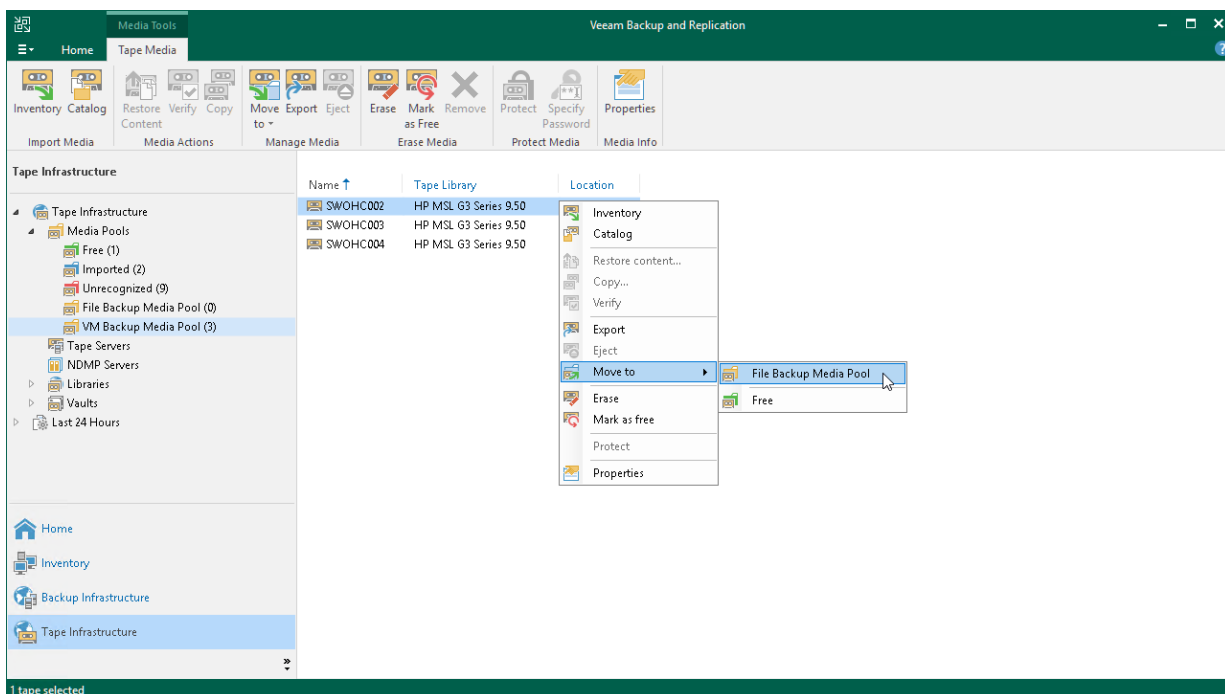 Media Tools
Veeam Backup and Replication
Home Tape Media
Inventory Catalog Restore Content Verify Copy Move to Export Eject Erase Mark as Free Remove Protect Specify Password Properties
Import Media Media Actions Manage Media Erase Media Protect Media Media Info
Tape Infrastructure
Tape Infrastructure
Media Pools
Free (1)
Imported (2)
Unrecognized (9)
File Backup Media Pool (0)
VM Backup Media Pool (3)
Tape Servers
NDMP Servers
Libraries
Vaults
Last 24 Hours
Home
Inventory
Backup Infrastructure
Tape Infrastructure
Name Tape Library Location
SWOHC002 HP MSL G3 Series 9.50
SWOHC003 HP MSL G3 Series 9.50
SWOHC004 HP MSL G3 Series 9.50
Inventory
Catalog
Restore content...
Copy...
Verify
Export
Eject
Move to
Erase
Mark as free
Protect
Properties
File Backup Media Pool
Free
1 tape selected